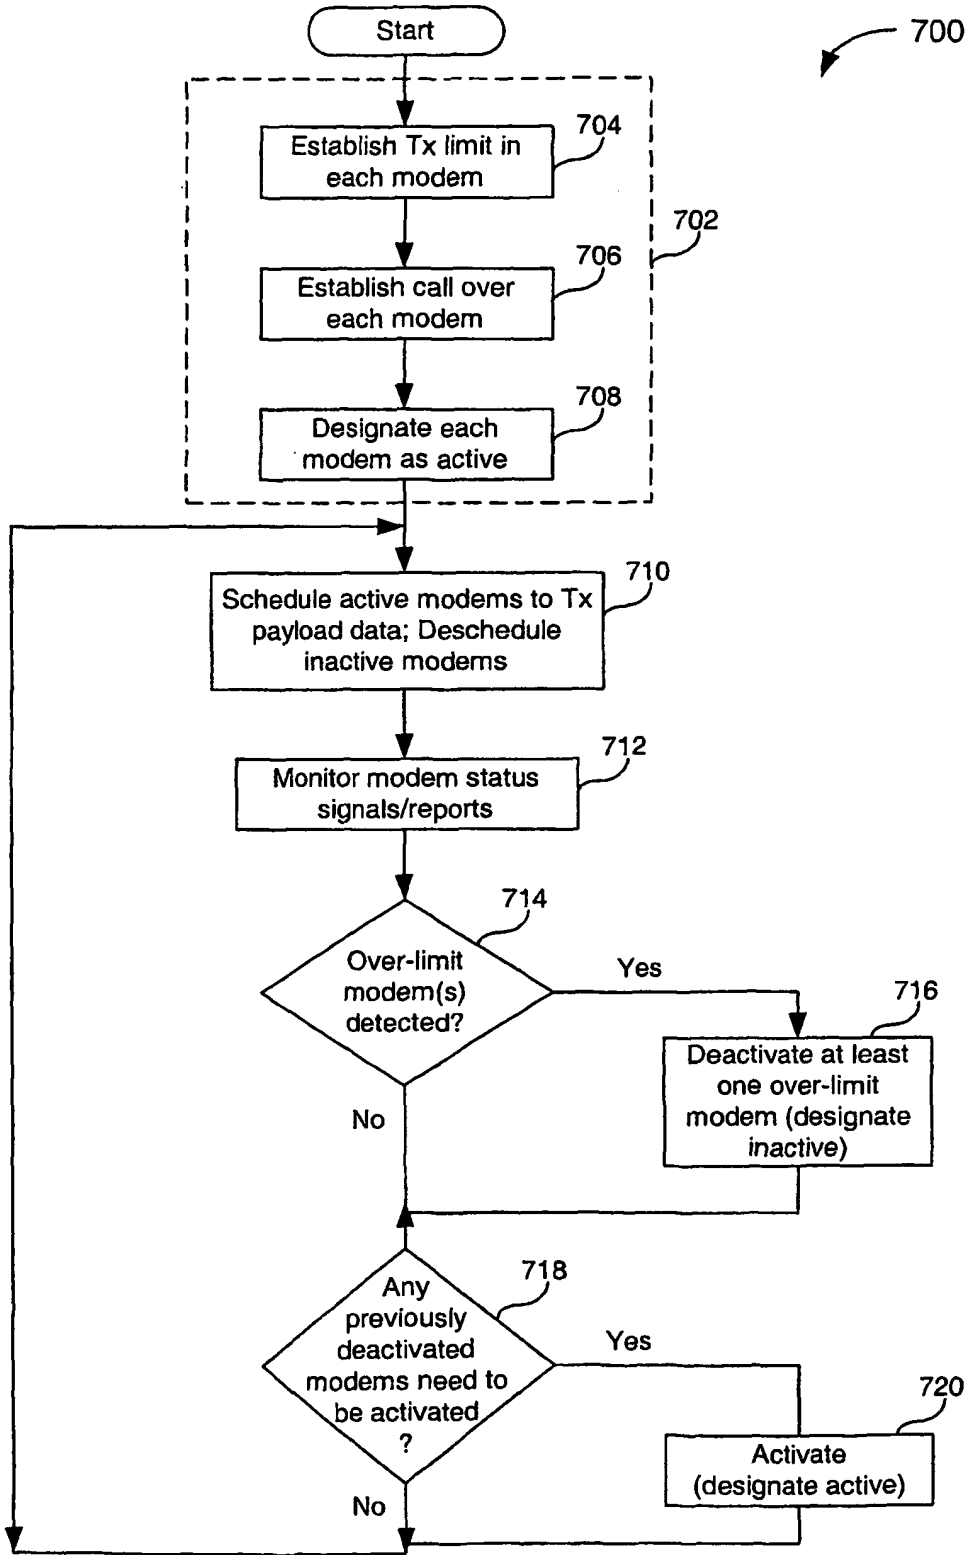 Start
700
704
Establish Tx limit in
each modem
702
706
Establish call over
each modem
708
Designate each
modem as active
710
Schedule active modems to Tx
payload data; Deschedule
inactive modems
712
Monitor modem status
signals/reports
714
Over-limit
modem(s)
detected?
Yes
716
Deactivate at least
one over-limit
modem (designate
inactive)
No
718
Any
previously
deactivated
modems need to
be activated
?
Yes
720
Activate
(designate active)
No